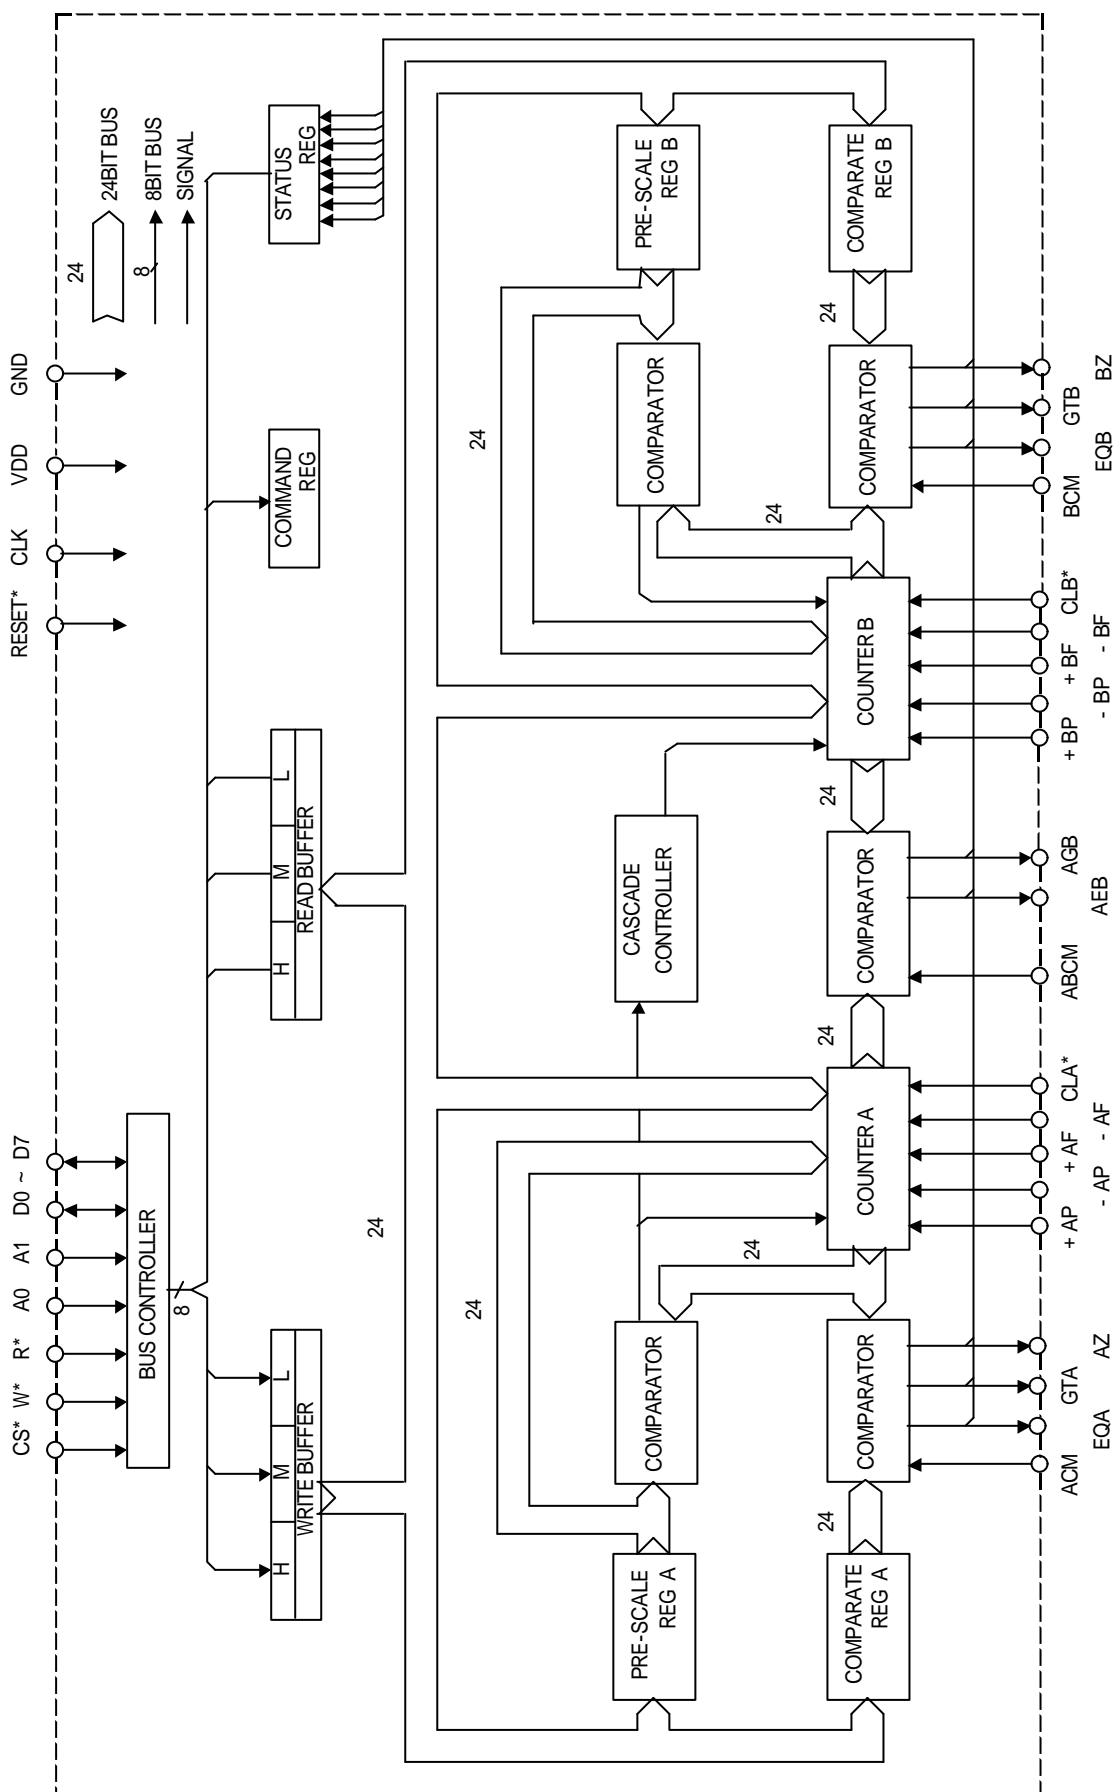 CS*
W*
R*
A0
A1
D0 ~ D7
RESET*
CLK
VDD
GND
24
24BIT BUS
8
8BIT BUS
SIGNAL
BUS CONTROLLER
8
H
M
L
WRITE BUFFER
H
M
L
READ BUFFER
COMMAND
REG
STATUS
REG
24
24
24
PRE-SCALE
REG A
COMPARATOR
CASCADE
CONTROLLER
COMPARATOR
PRE-SCALE
REG B
24
24
24
24
24
24
24
24
COMPARATE
REG A
COMPARATOR
COUNTER A
COMPARATOR
COUNTER B
COMPARATOR
COMPARATE
REG B
ACM
EQA
GTA
AZ
+ AP
- AP
+ AF
- AF
CLA*
ABCM
AEB
AGB
+ BP
- BP
+ BF
- BF
CLB*
BCM
EQB
GTB
BZ